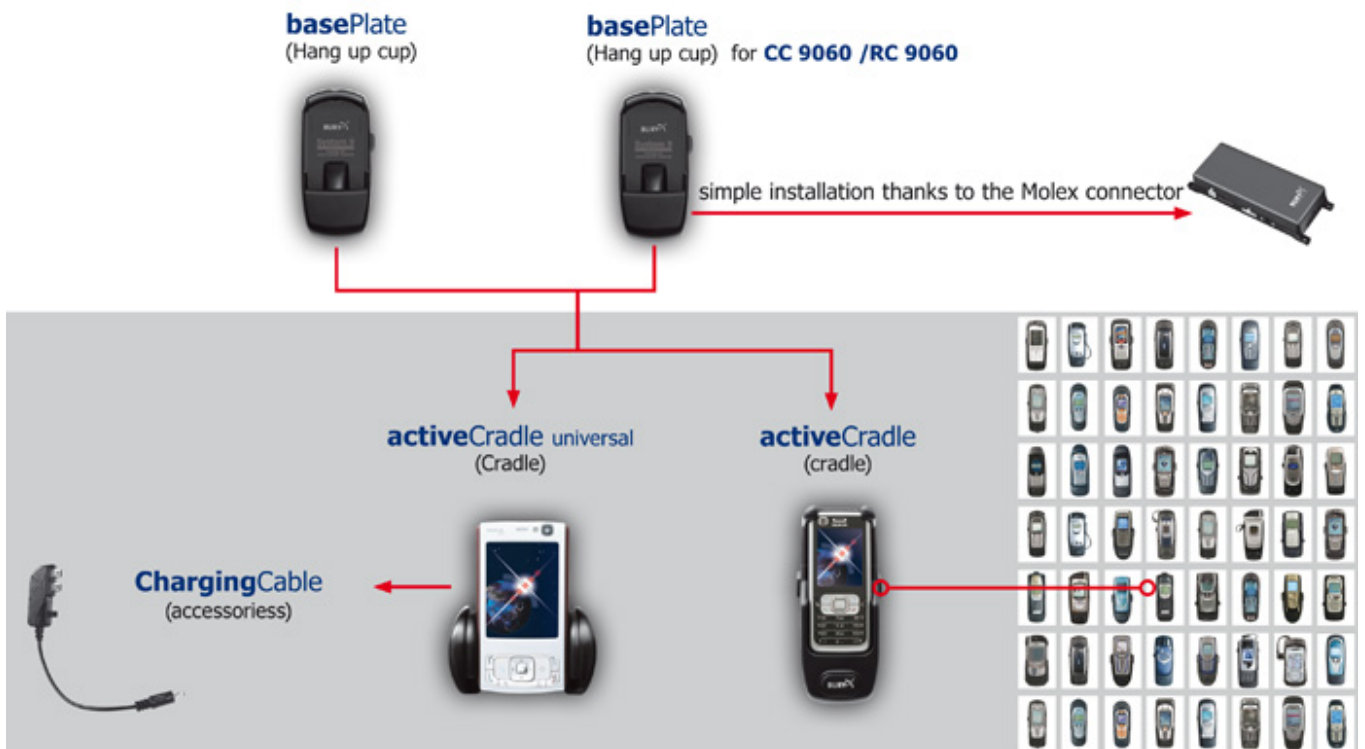 basePlate
(Hang up cup)
basePlate
(Hang up cup) for CC 9060 /RC 9060
simple installation thanks to the Molex connector
activeCradle universal
(Cradle)
activeCradle
(cradle)
ChargingCable
(accessoriess)